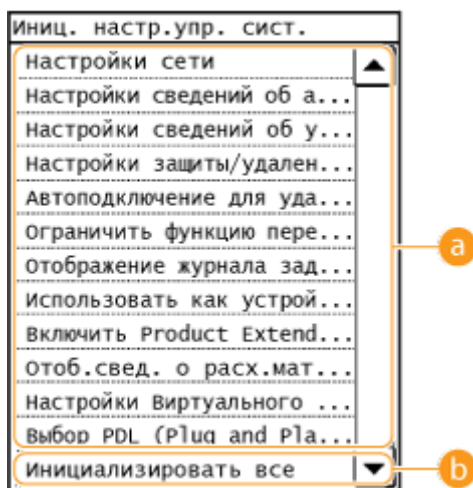 Иниц. настр.упр. сист.
Настройки сети
Настройки сведений об а...
Настройки сведений об у...
Настройки защиты/удален...
Автоподключение для уда...
Ограничить функцию пере...
Отображение журнала зад...
Использовать как устрой...
Включить Product Extend...
Отоб.свед. о расх.мат...
Настройки Виртуального ...
Выбор PDL (Plug and Pla...
Инициализировать все
a
b